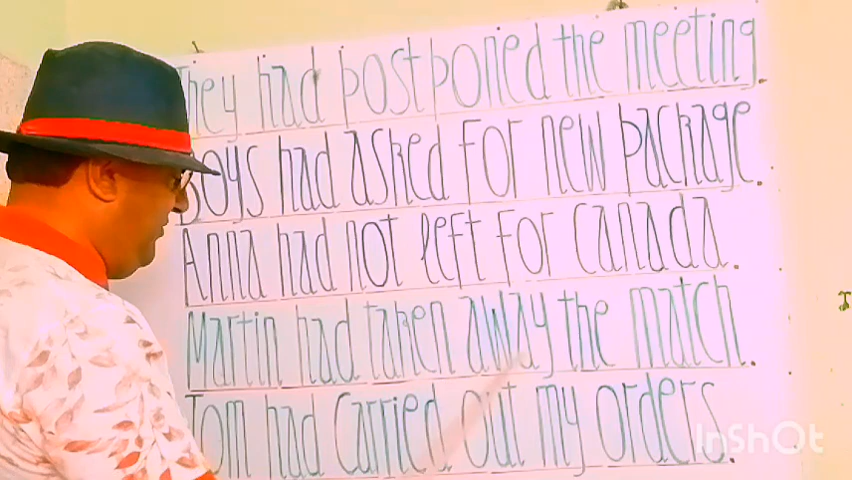 They had postponed the meeting.
Boys had asked for new package.
Anna had not left for Canada.
Martin had taken away the match.
Tom had Carried out my orders.
InShOt